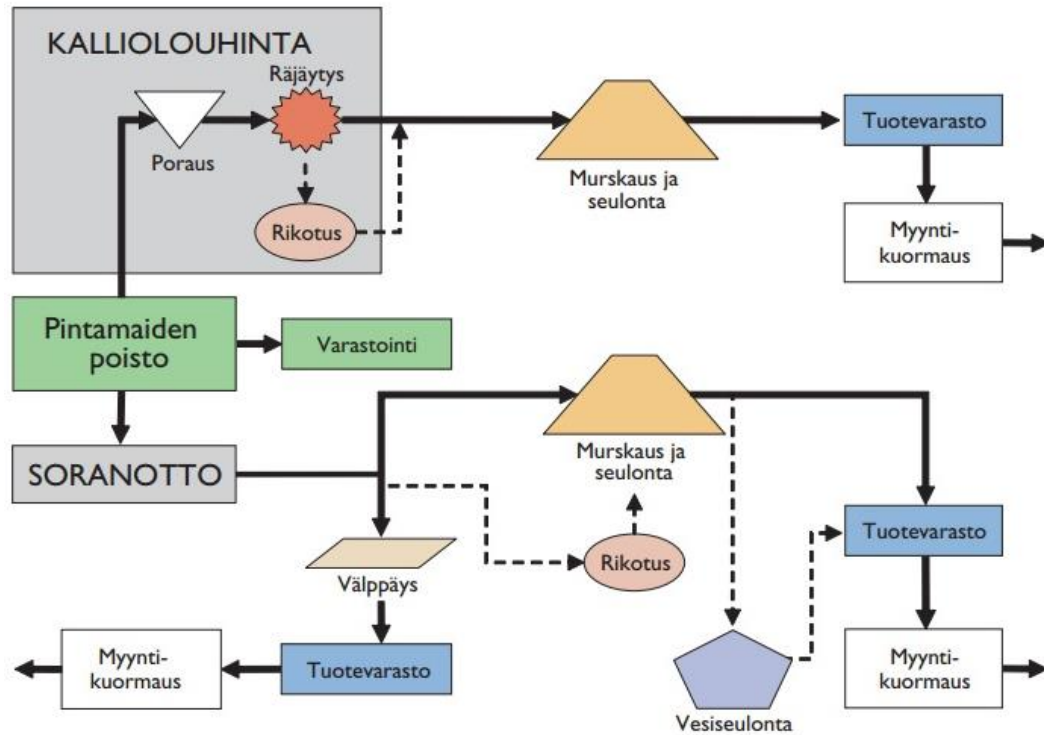 KALLIOLOUHINTA
Räjäytys
Poraus
Rikotus
Murskaus ja
seulonta
Tuotevarasto
Myynti-
kuormaus
Pintamaiden
poisto
Varastointi
SORANOTTO
Murskaus ja
seulonta
Rikotus
Tuotevarasto
Välppäys
Myynti-
kuormaus
Tuotevarasto
Vesiseulonta
Myynti-
kuormaus